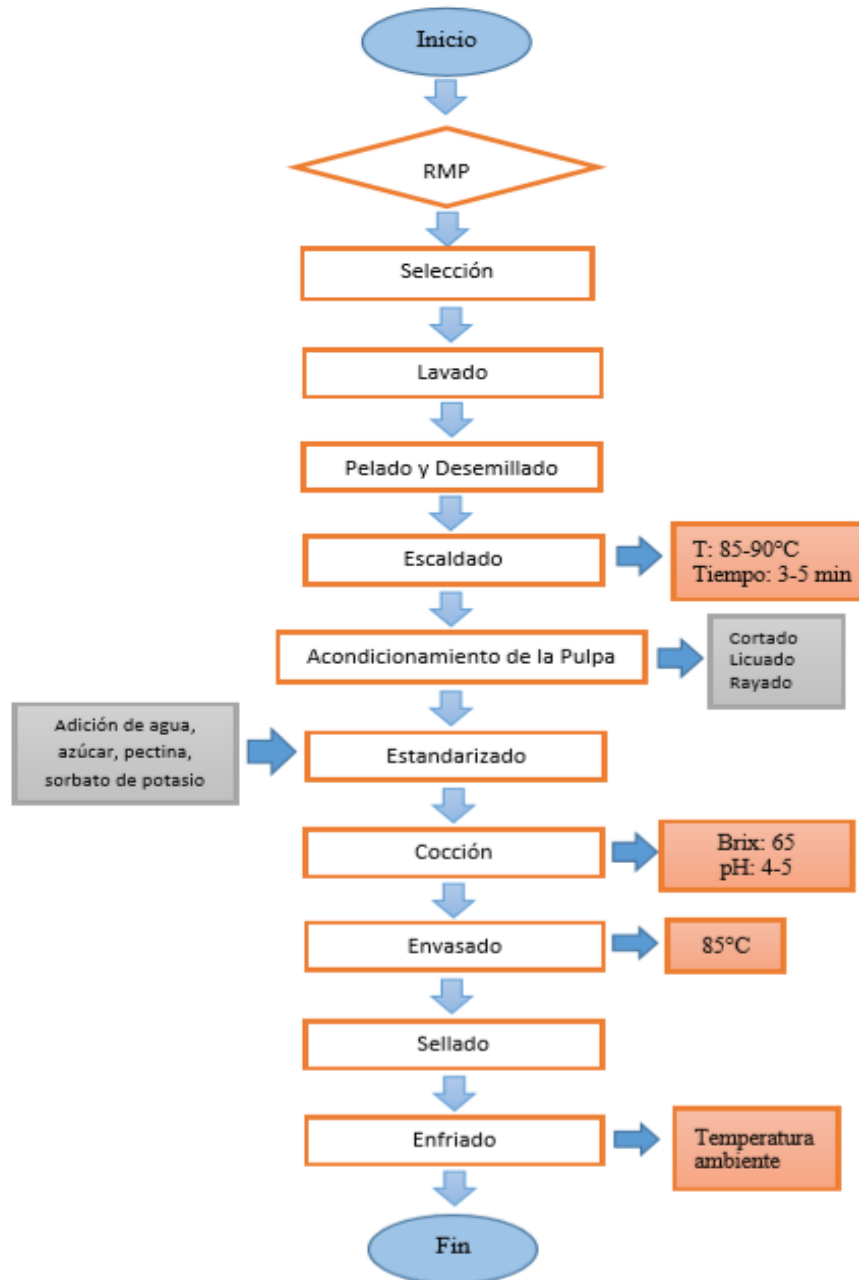 Inicio
RMP
Selección
Lavado
Pelado y Desemillado
Escaldado
T: 85-90°C
Tiempo: 3-5 min
Acondicionamiento de la Pulpa
Cortado
Licuado
Rayado
Adición de agua,
azúcar, pectina,
sorbato de potasio
Estandarizado
Cocción
Brix: 65
pH: 4-5
Envasado
85°C
Sellado
Enfriado
Temperatura
ambiente
Fin